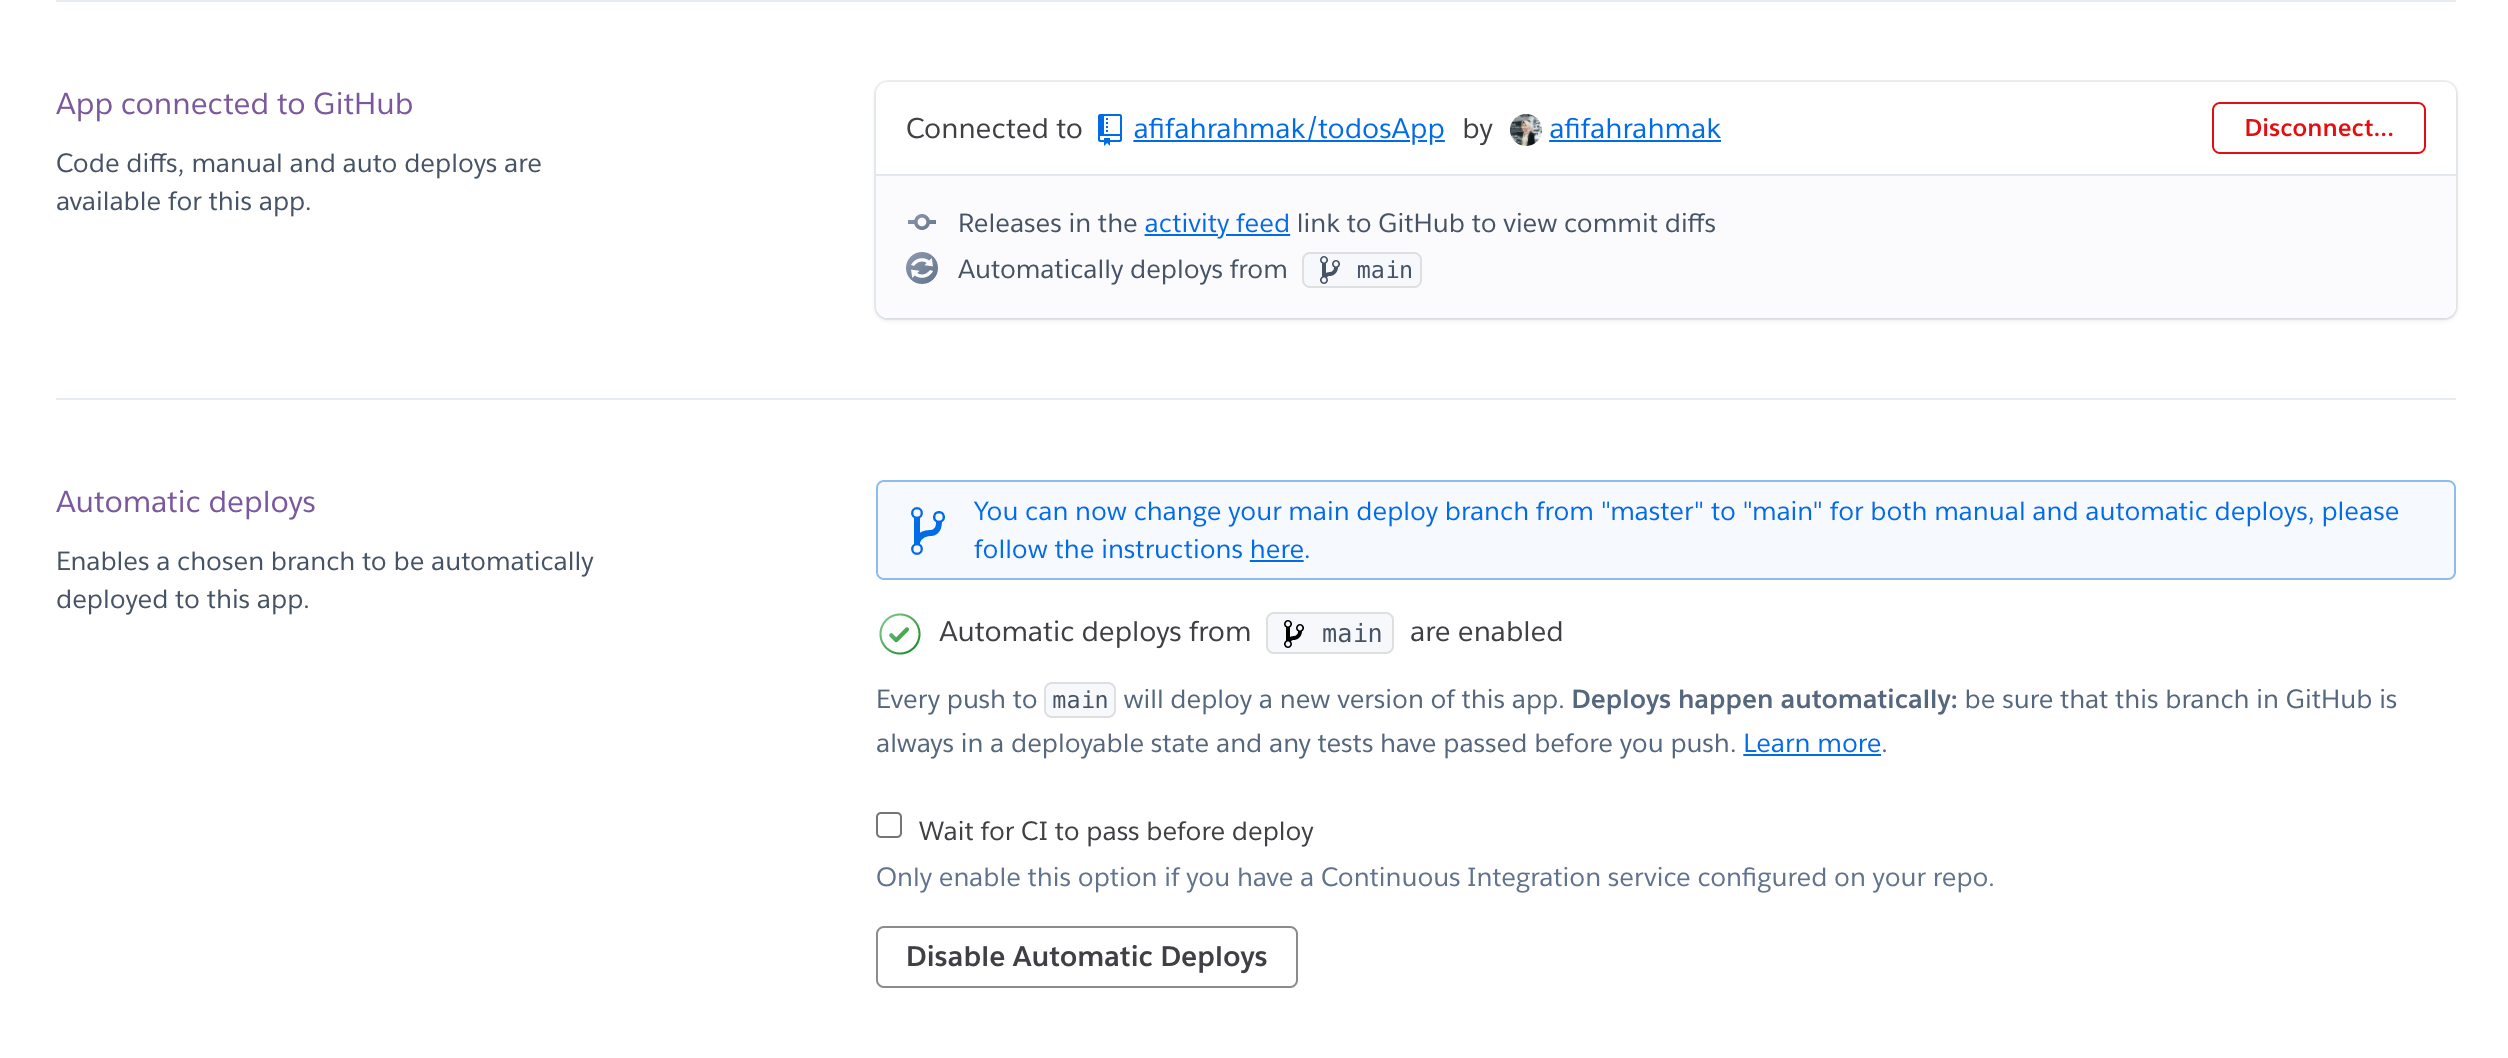 App connected to GitHub
Code diffs, manual and auto deploys are
available for this app.
Connected to afifahrahmak/todosApp by afifahrahmak
Disconnect...
Releases in the activity feed link to GitHub to view commit diffs
Automatically deploys from main
Automatic deploys
Enables a chosen branch to be automatically
deployed to this app.
You can now change your main deploy branch from "master" to "main" for both manual and automatic deploys, please
follow the instructions here.
Automatic deploys from main are enabled
Every push to main will deploy a new version of this app. Deploys happen automatically: be sure that this branch in GitHub is
always in a deployable state and any tests have passed before you push. Learn more.
Wait for CI to pass before deploy
Only enable this option if you have a Continuous Integration service configured on your repo.
Disable Automatic Deploys